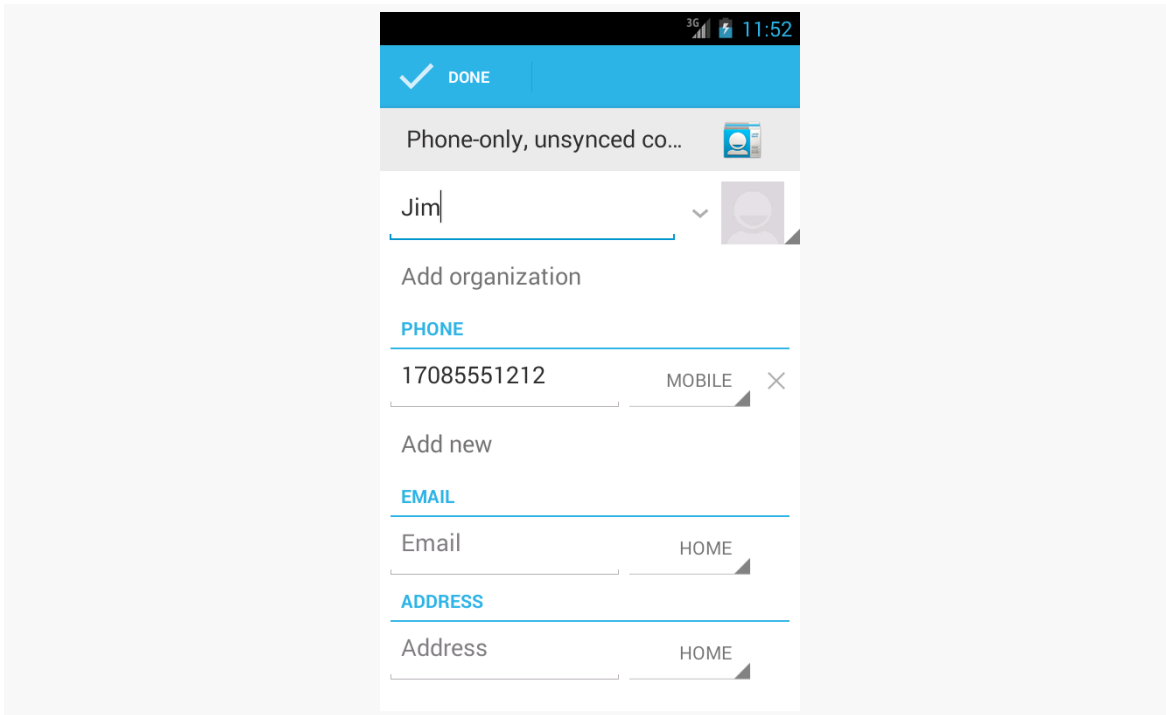 3G 11:52
DONE
Phone-only, unsynced co...
Jim
Add organization
PHONE
17085551212 MOBILE
Add new
EMAIL
Email HOME
ADDRESS
Address HOME